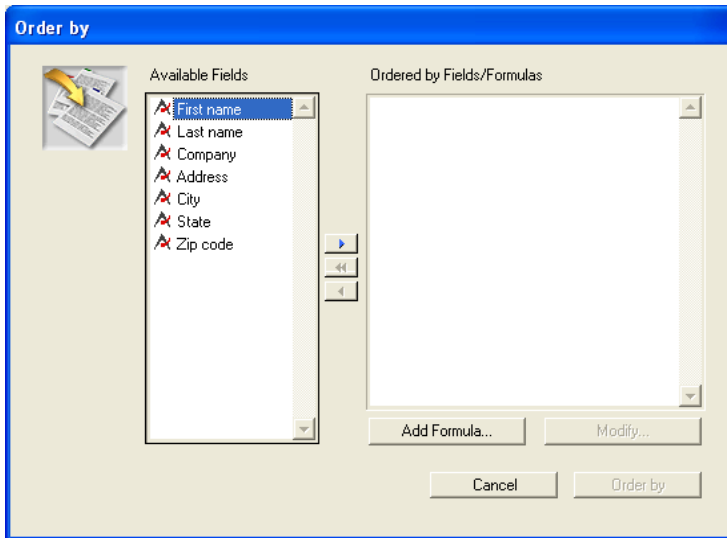 Order by
Available Fields
Ordered by Fields/Formulas
First name
Last name
Company
Address
City
State
Zip code
Add Formula...
Modify...
Cancel
Order by